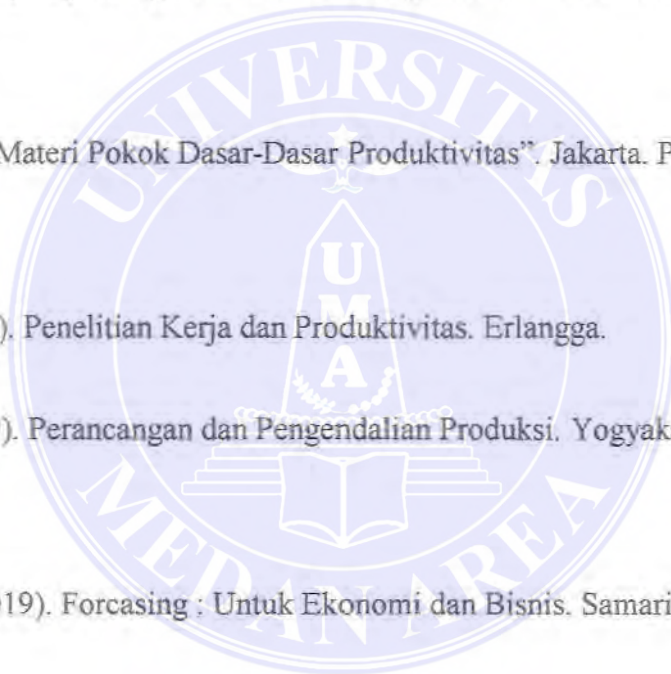 UNIVERSITAS
Materi Pokok Dasar-Dasar Produktivitas”. Jakarta. P
UMA
). Penelitian Kerja dan Produktivitas. Erlangga.
). Perancangan dan Pengendalian Produksi. Yogyak
19). Forcasing : Untuk Ekonomi dan Bisnis. Samari
MEDAN AREA